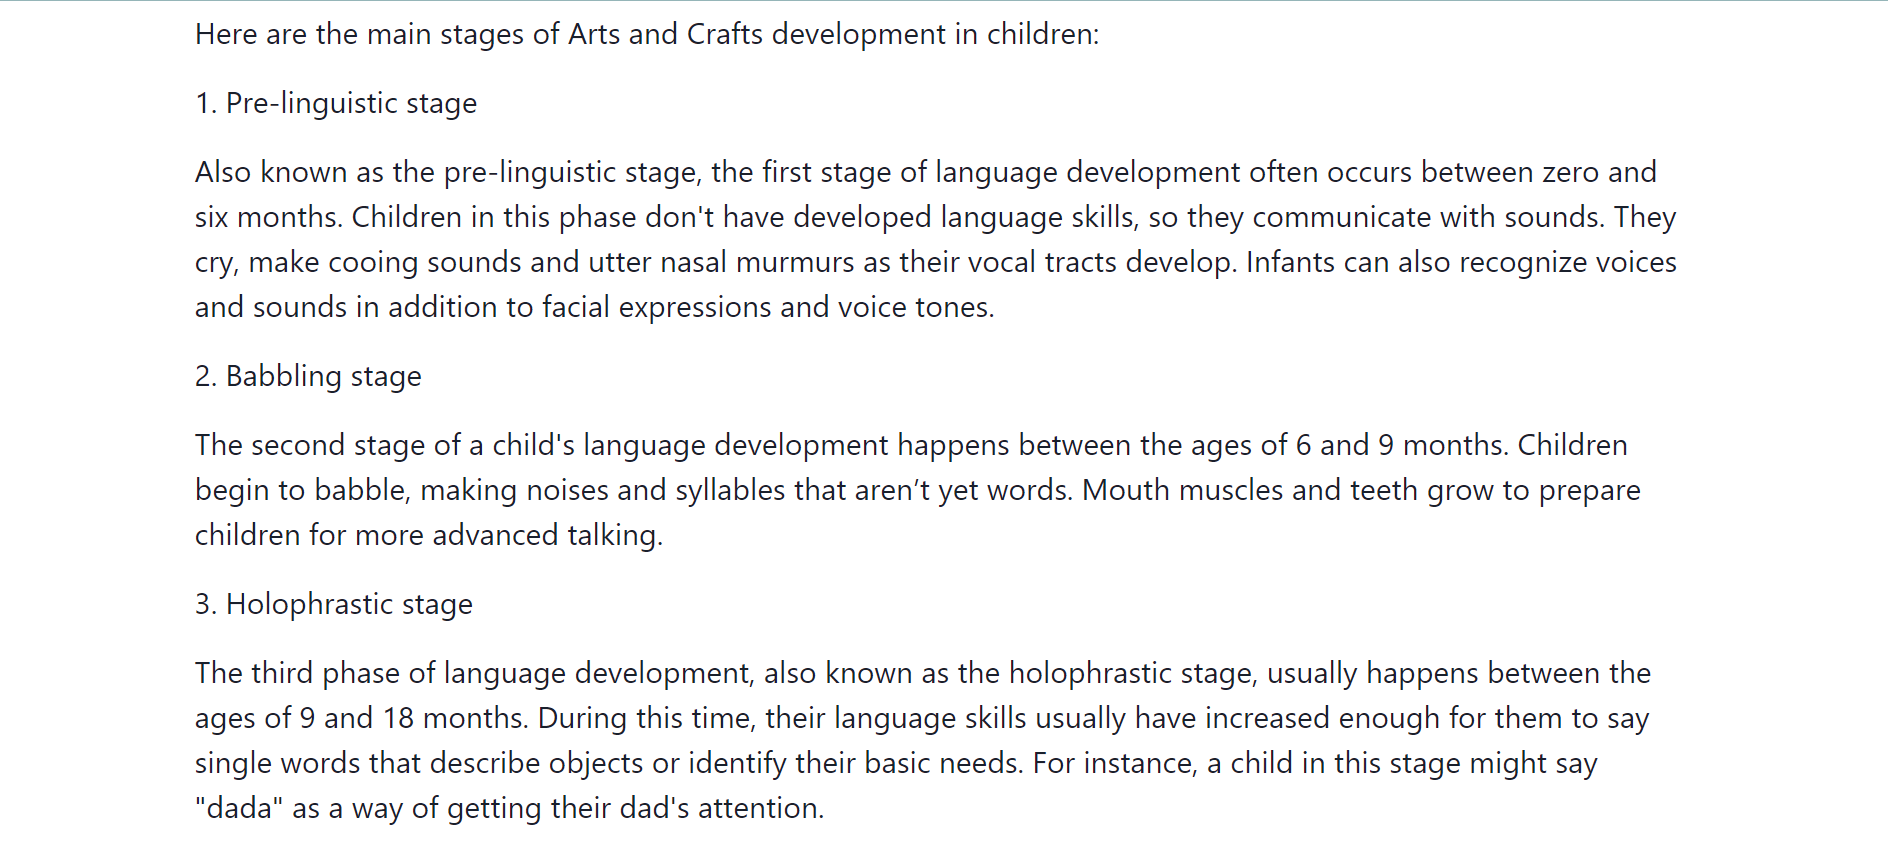 Here are the main stages of Arts and Crafts development in children:
1. Pre-linguistic stage
Also known as the pre-linguistic stage, the first stage of language development often occurs between zero and
six months. Children in this phase don't have developed language skills, so they communicate with sounds. They
cry, make cooing sounds and utter nasal murmurs as their vocal tracts develop. Infants can also recognize voices
and sounds in addition to facial expressions and voice tones.
2. Babbling stage
The second stage of a child's language development happens between the ages of 6 and 9 months. Children
begin to babble, making noises and syllables that aren’t yet words. Mouth muscles and teeth grow to prepare
children for more advanced talking.
3. Holophrastic stage
The third phase of language development, also known as the holophrastic stage, usually happens between the
ages of 9 and 18 months. During this time, their language skills usually have increased enough for them to say
single words that describe objects or identify their basic needs. For instance, a child in this stage might say
"dada" as a way of getting their dad's attention.